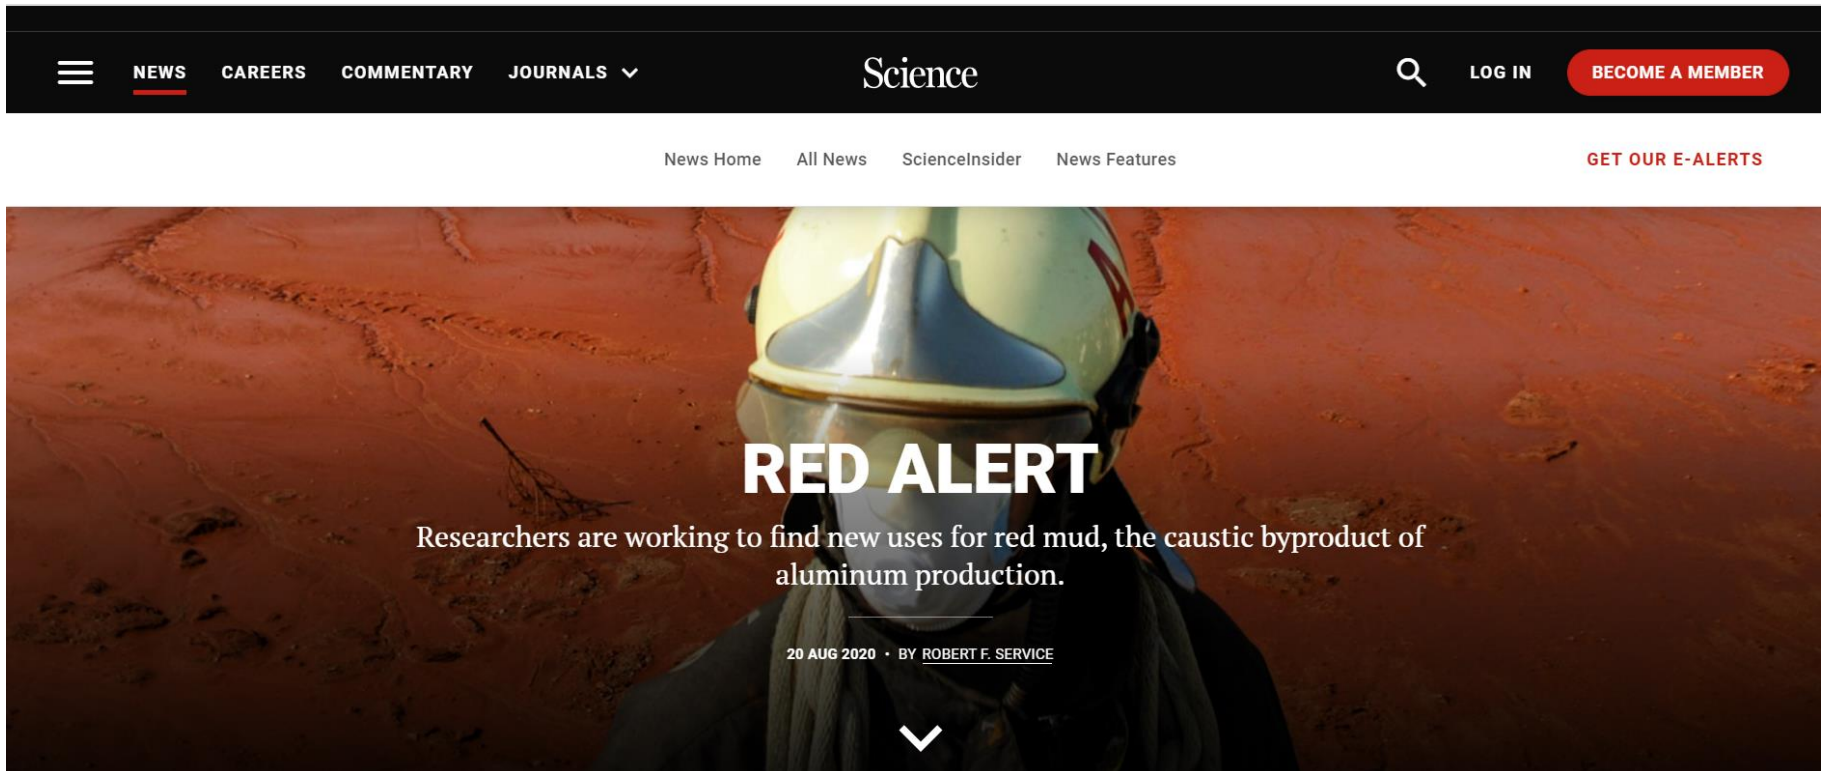 NEWS CAREERS COMMENTARY JOURNALS Science LOG IN BECOME A MEMBER
News Home All News ScienceInsider News Features GET OUR E-ALERTS
A
RED ALERT
Researchers are working to find new uses for red mud, the caustic byproduct of
aluminum production.
20 AUG 2020 • BY ROBERT F. SERVICE